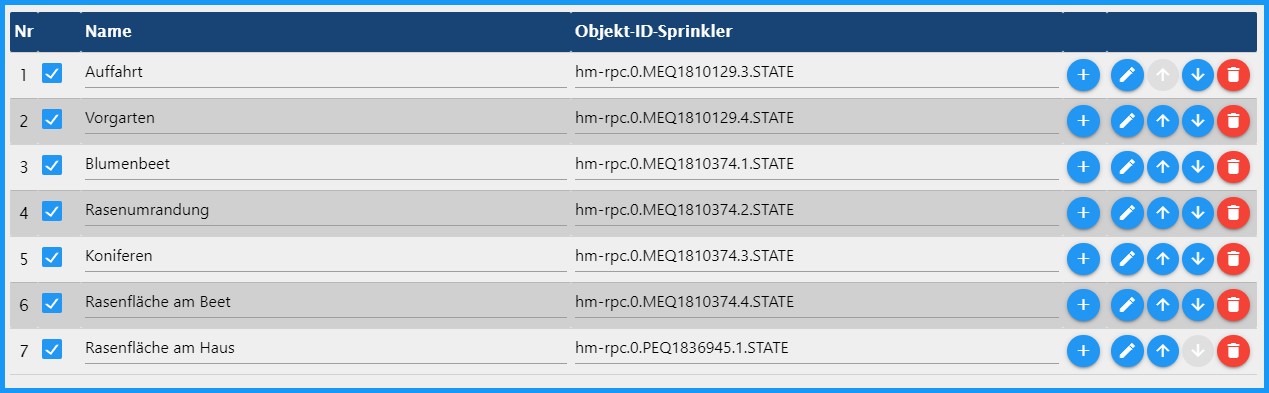 Nr Name Objekt-ID-Sprinkler
1 Auffahrt hm-rpc.0.MEQ1810129.3.STATE
2 Vorgarten hm-rpc.0.MEQ1810129.4.STATE
3 Blumenbeet hm-rpc.0.MEQ1810374.1.STATE
4 Rasenumrandung hm-rpc.0.MEQ1810374.2.STATE
5 Koniferen hm-rpc.0.MEQ1810374.3.STATE
6 Rasenfläche am Beet hm-rpc.0.MEQ1810374.4.STATE
7 Rasenfläche am Haus hm-rpc.0.PEQ1836945.1.STATE